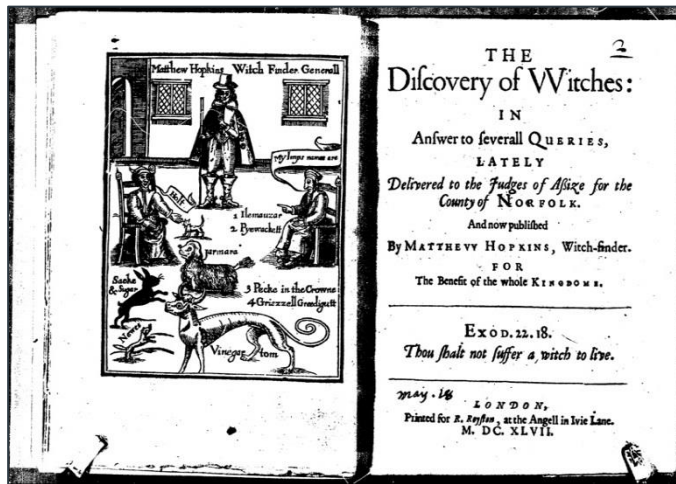 Matthew Hopkins Witch Finder Generall
My Imps names are
Holt
1 Ilemauzar
2 Pyewackett
Jarmara
Sacke
& Sugar
3 Pecke in the Crowne
4 Griezzell Greedigutt
Newes
Vinegar tom
2
THE
Diſcovery of VVitches:
IN
Anſwer to ſeverall QUERIES,
LATELY
Delivered to the Judges of Aſſize for the
County of NORFOLK.
And now publiſhed
By MATTHEVV HOPKINS, Witch-finder.
FOR
The Benefit of the whole KINGDOME.
EXOD. 22. 18.
Thou ſhalt not ſuffer a witch to live.
may. 18
LONDON,
Printed for R. Royſton, at the Angell in Ivie Lane.
M. DC. XLVII.